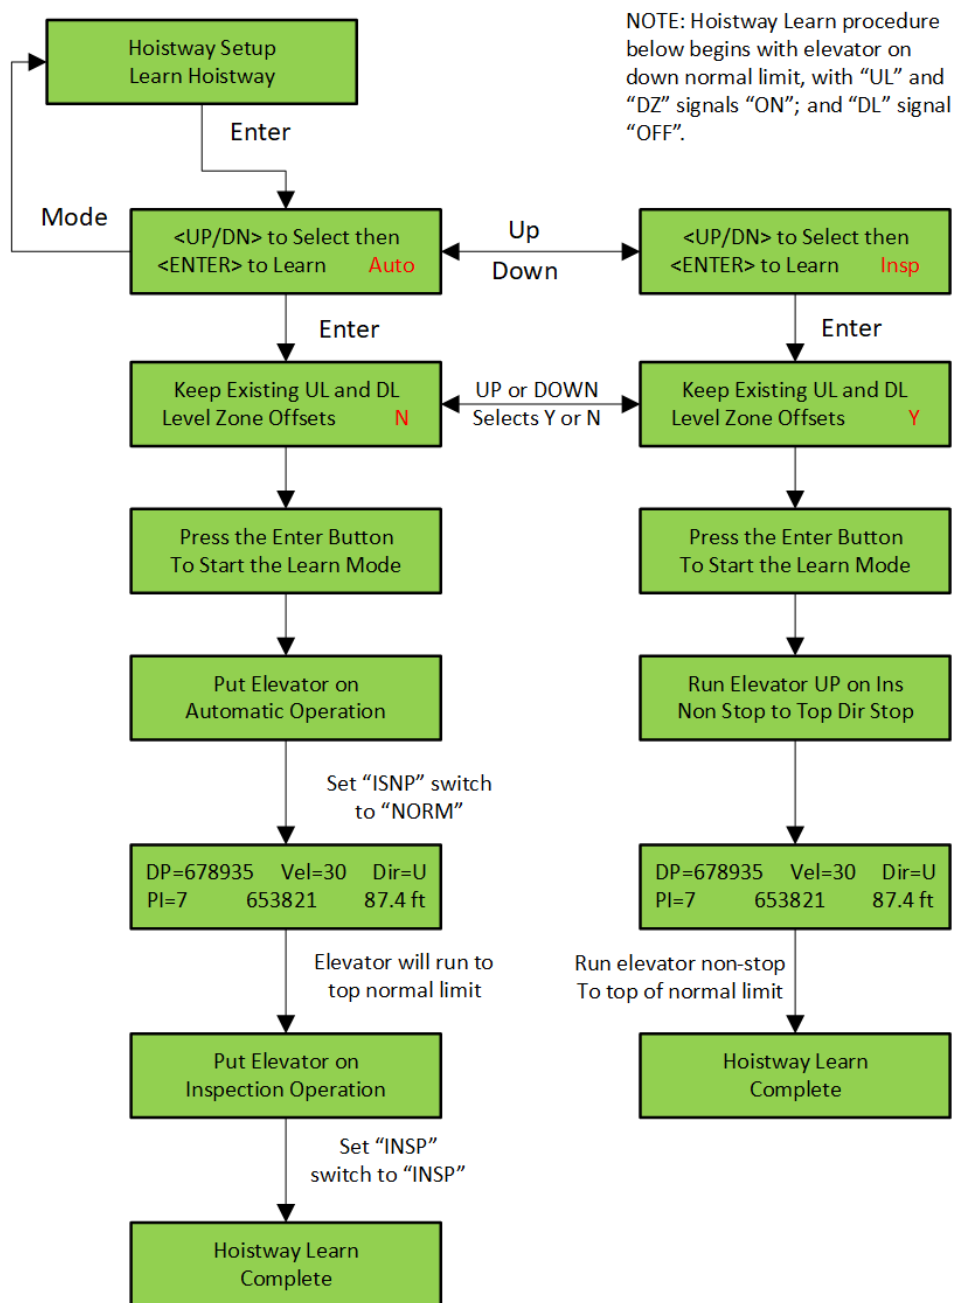 NOTE: Hoistway Learn procedure
below begins with elevator on
down normal limit, with “UL” and
“DZ” signals “ON”; and “DL” signal
“OFF”.
Hoistway Setup
Learn Hoistway
Enter
Mode
<UP/DN> to Select then
<ENTER> to Learn Auto
Up
Down
<UP/DN> to Select then
<ENTER> to Learn Insp
Enter
Enter
Keep Existing UL and DL
Level Zone Offsets N
UP or DOWN
Selects Y or N
Keep Existing UL and DL
Level Zone Offsets Y
Press the Enter Button
To Start the Learn Mode
Press the Enter Button
To Start the Learn Mode
Put Elevator on
Automatic Operation
Run Elevator UP on Ins
Non Stop to Top Dir Stop
Set “ISNP” switch
to “NORM”
DP=678935 Vel=30 Dir=U
PI=7 653821 87.4 ft
DP=678935 Vel=30 Dir=U
PI=7 653821 87.4 ft
Elevator will run to
top normal limit
Run elevator non-stop
To top of normal limit
Put Elevator on
Inspection Operation
Hoistway Learn
Complete
Set “INSP”
switch to “INSP”
Hoistway Learn
Complete